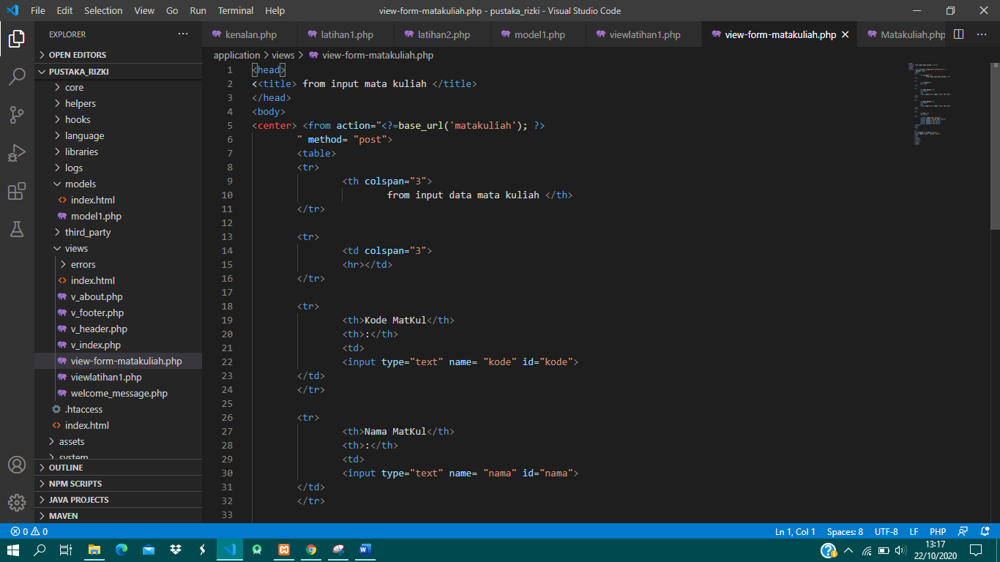 File Edit Selection View Go Run Terminal Help
view-form-matakuliah.php - pustaka_rizki - Visual Studio Code
EXPLORER
OPEN EDITORS
PUSTAKA_RIZKI
core
helpers
hooks
language
libraries
logs
models
index.html
model1.php
third_party
views
errors
index.html
v_about.php
v_footer.php
v_header.php
v_index.php
view-form-matakuliah.php
viewlatihan1.php
welcome_message.php
.htaccess
index.html
assets
system
OUTLINE
NPM SCRIPTS
JAVA PROJECTS
MAVEN
kenalan.php latihan1.php latihan2.php model1.php viewlatihan1.php view-form-matakuliah.php Matakuliah.php
application > views > view-form-matakuliah.php
1 <head>
2 <<title> from input mata kuliah </title>
3 </head>
4 <body>
5 <center> <from action="<?=base_url('matakuliah'); ?>
6 " method= "post">
7 <table>
8 <tr>
9 <th colspan="3">
10 from input data mata kuliah </th>
11 </tr>
12
13 <tr>
14 <td colspan="3">
15 <hr></td>
16 </tr>
17
18 <tr>
19 <th>Kode MatKul</th>
20 <th>:</th>
21 <td>
22 <input type="text" name= "kode" id="kode">
23 </td>
24 </tr>
25
26 <tr>
27 <th>Nama MatKul</th>
28 <th>:</th>
29 <td>
30 <input type="text" name= "nama" id="nama">
31 </td>
32 </tr>
33
0 0 Ln 1, Col 1 Spaces: 8 UTF-8 LF PHP
13:17
22/10/2020